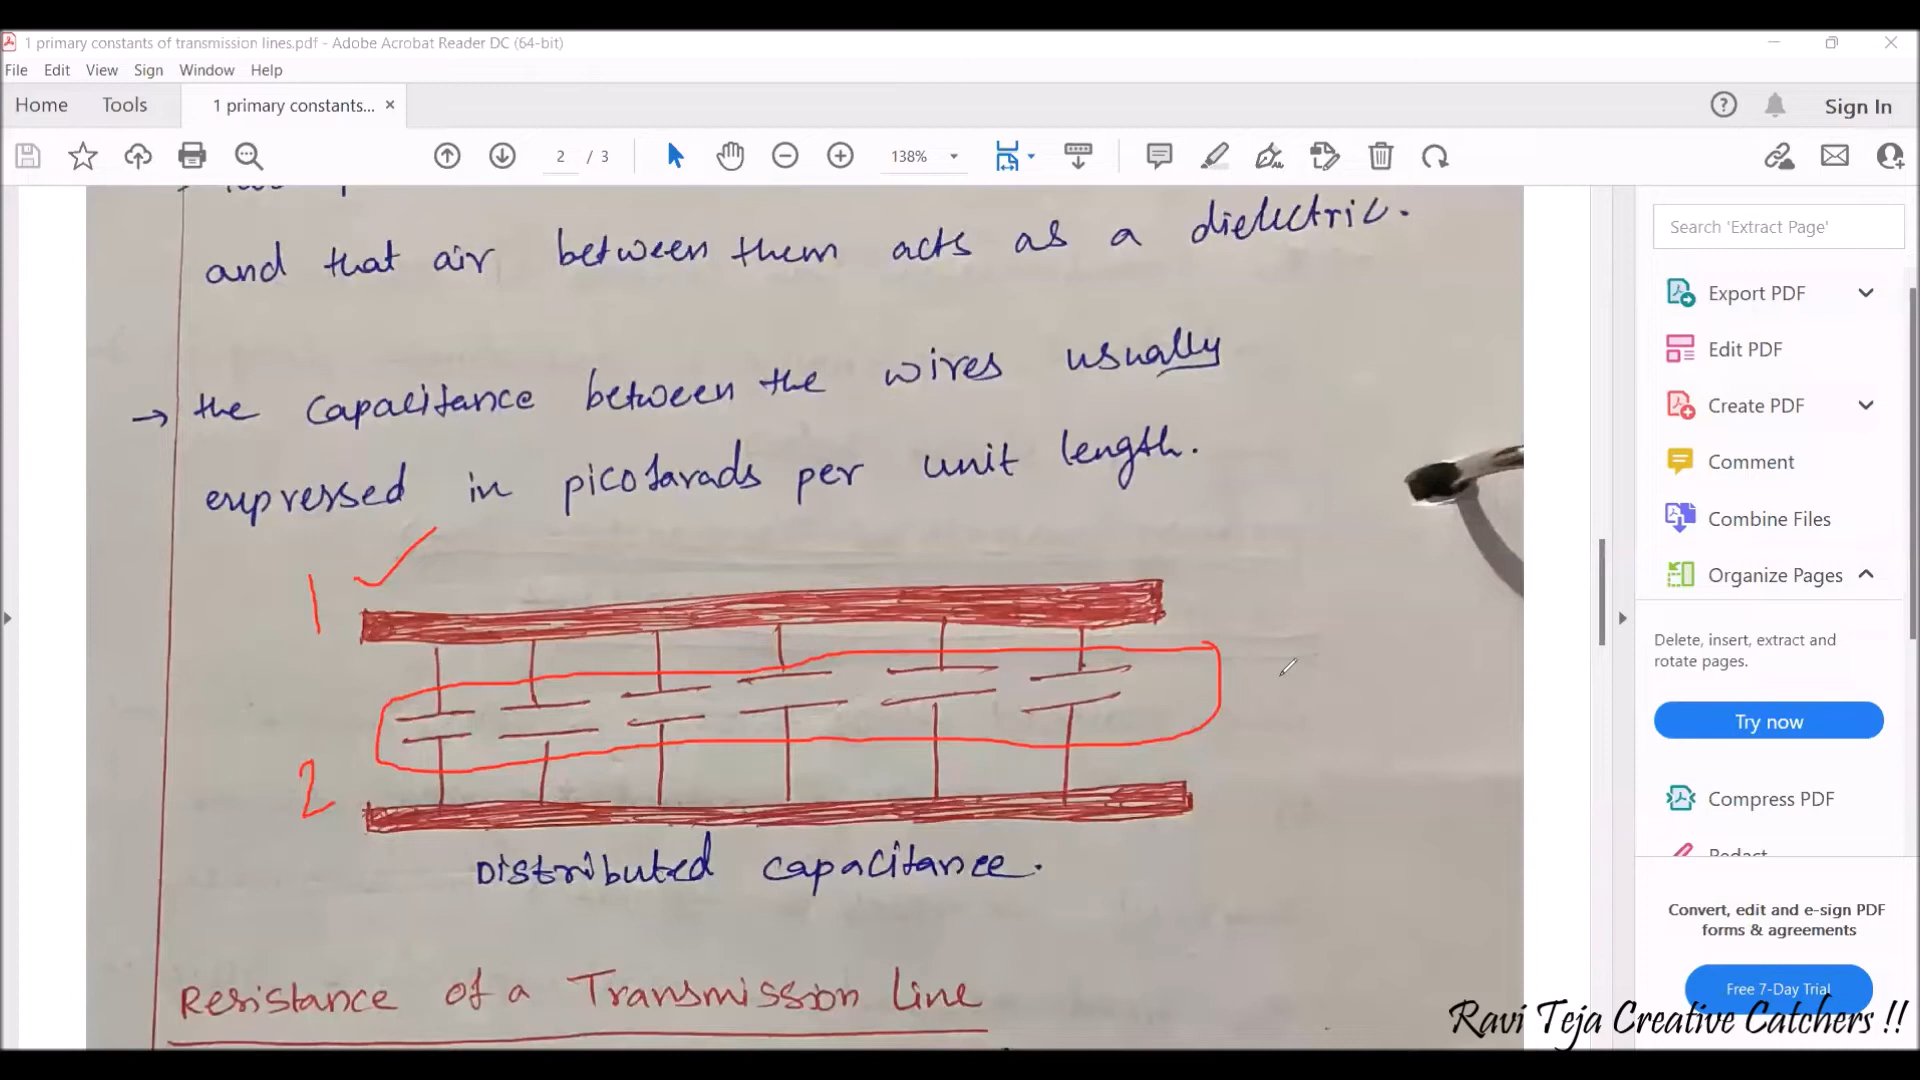 1 primary constants of transmission lines.pdf - Adobe Acrobat Reader DC (64-bit)
File Edit View Sign Window Help
Home Tools 1 primary constants... × Sign In
2 / 3 138%
and that air between them acts as a dielectric.
→ the capacitance between the wires usually
expressed in picofarads per unit length.
1
2
Distributed capacitance.
Resistance of a Transmission Line
Search 'Extract Page'
Export PDF
Edit PDF
Create PDF
Comment
Combine Files
Organize Pages
Delete, insert, extract and
rotate pages.
Try now
Compress PDF
Redact
Convert, edit and e-sign PDF
forms & agreements
Free 7-Day Trial
Ravi Teja Creative Catchers !!